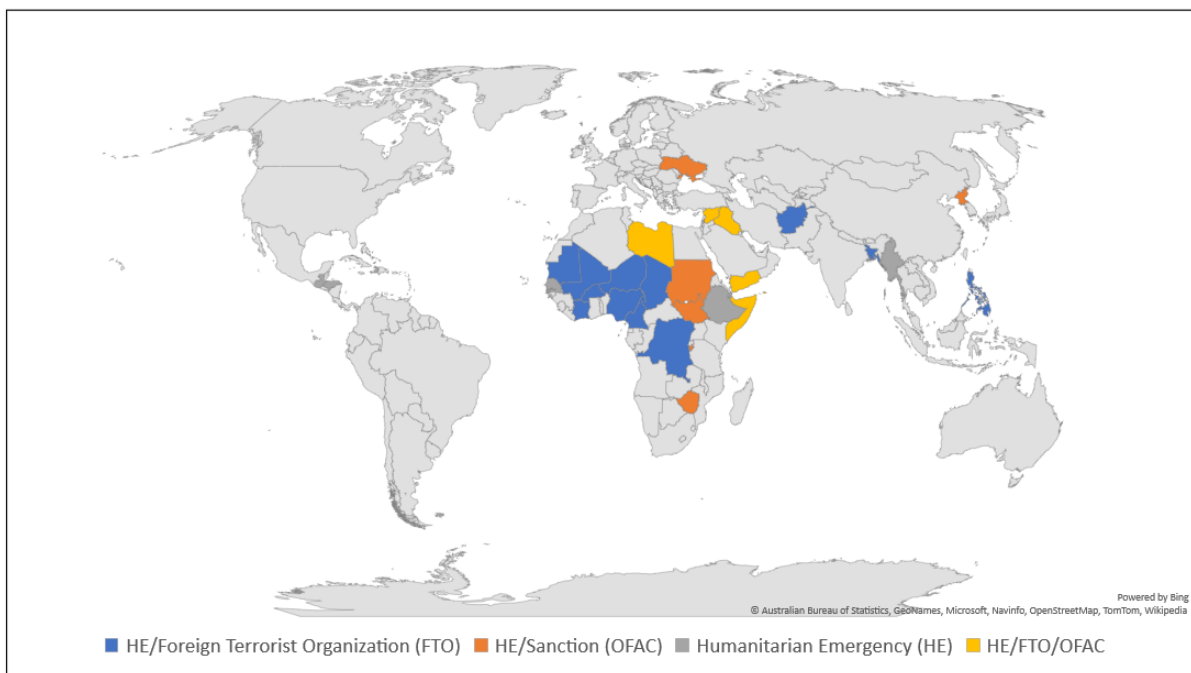 Powered by Bing
© Australian Bureau of Statistics, GeoNames, Microsoft, Navinfo, OpenStreetMap, TomTom, Wikipedia
HE/Foreign Terrorist Organization (FTO) HE/Sanction (OFAC) Humanitarian Emergency (HE) HE/FTO/OFAC